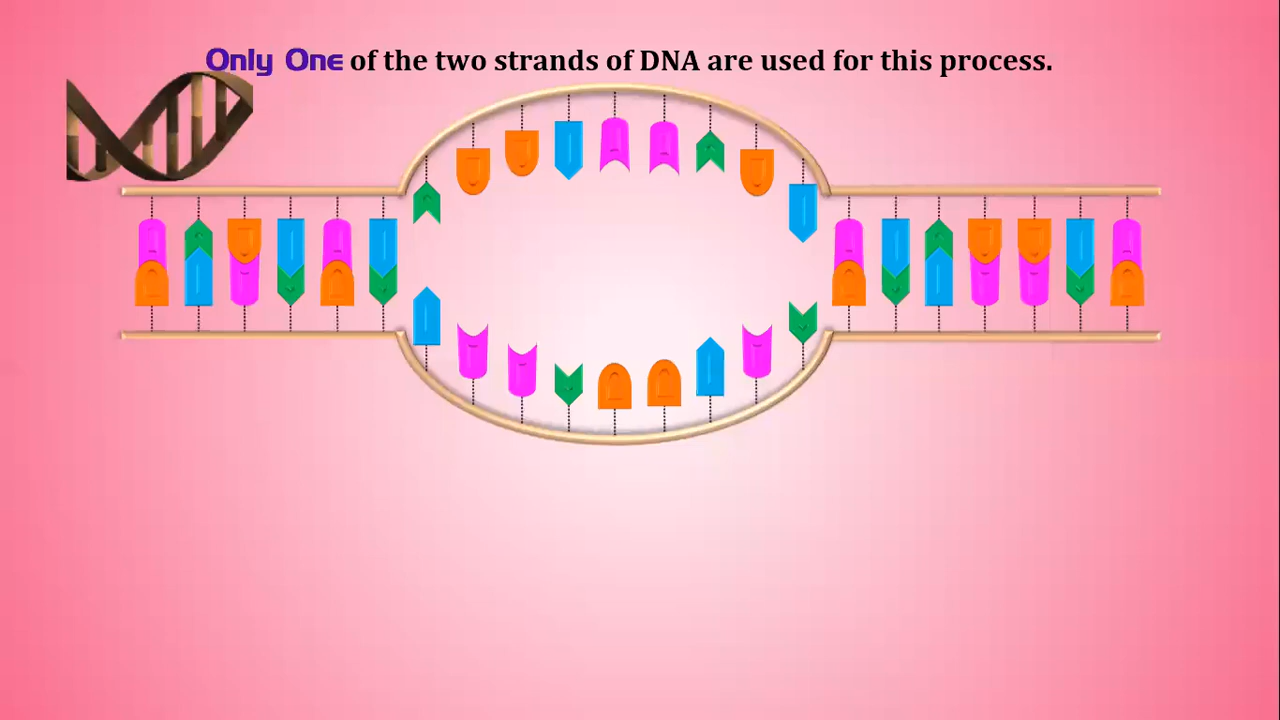 Only One of the two strands of DNA are used for this process.